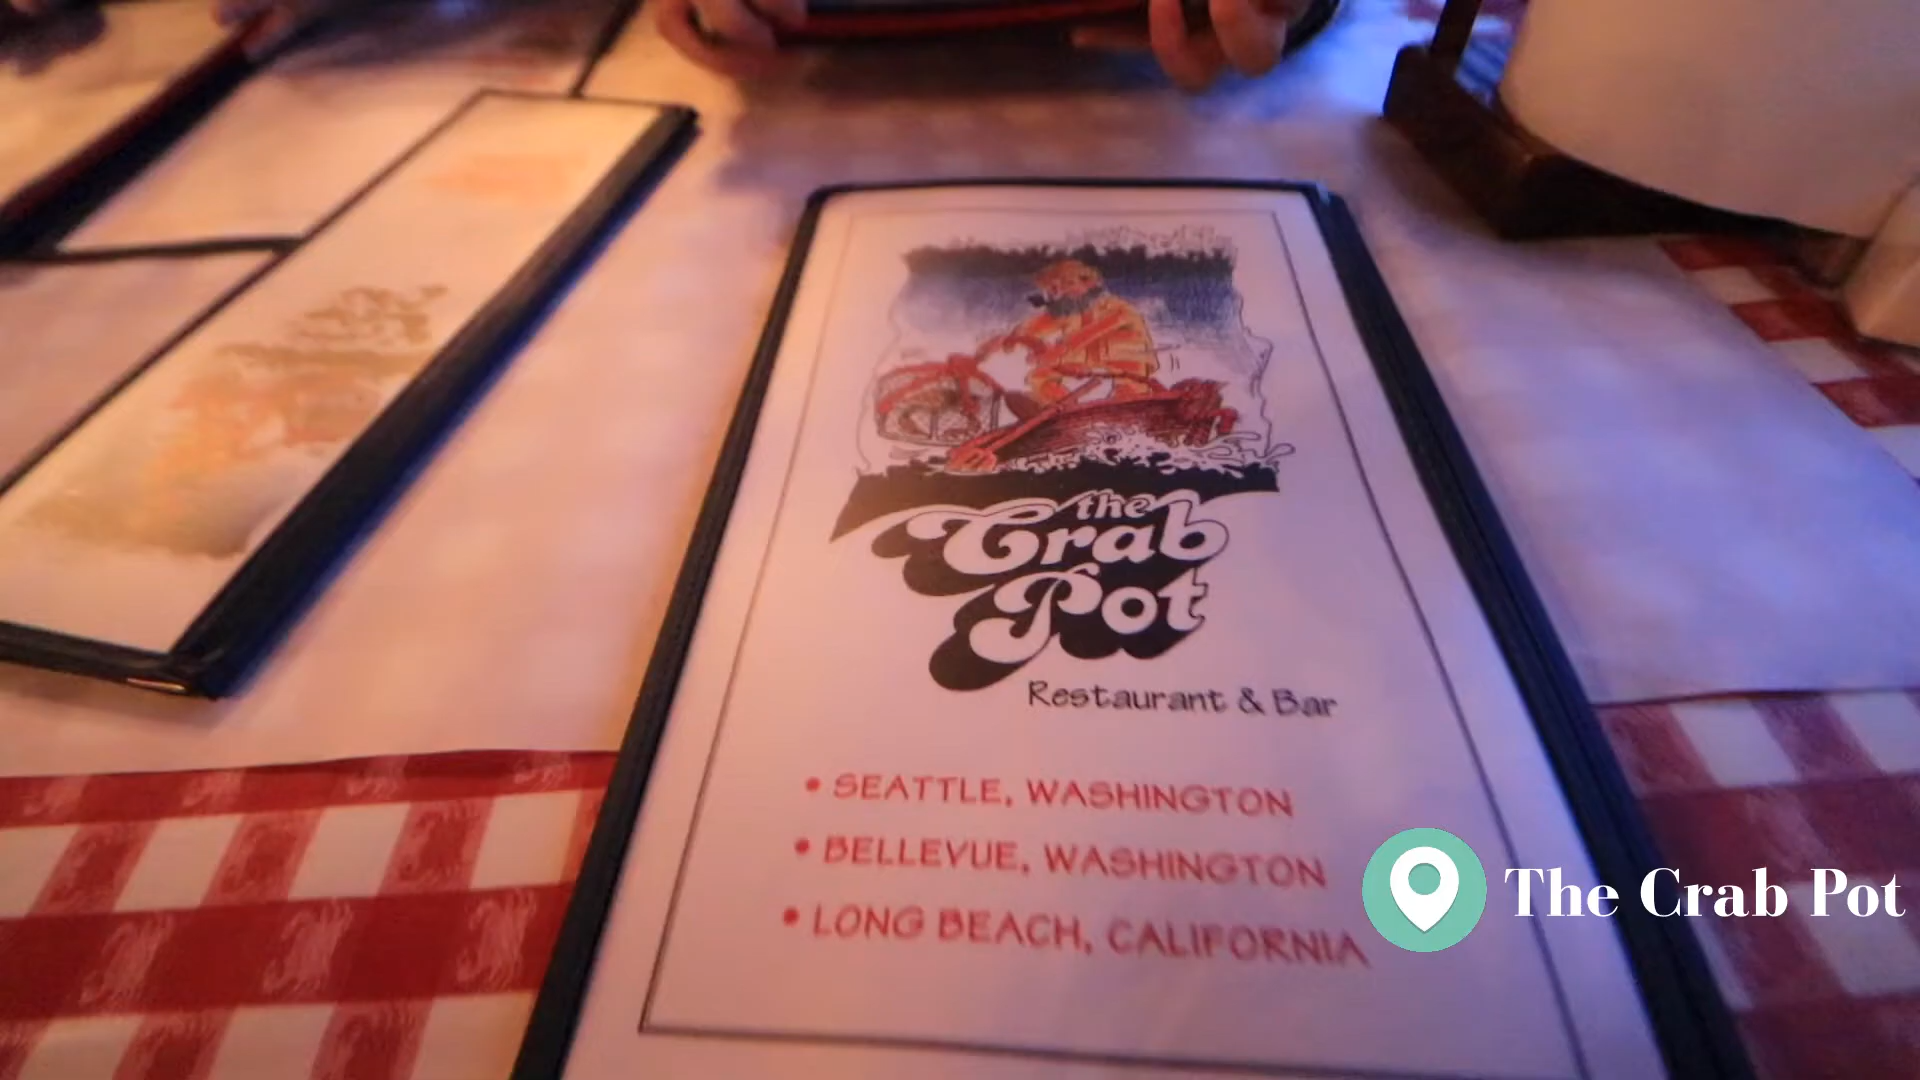 the
Crab
Pot
Restaurant & Bar
• SEATTLE, WASHINGTON
• BELLEVUE, WASHINGTON
• LONG BEACH, CALIFORNIA
The Crab Pot